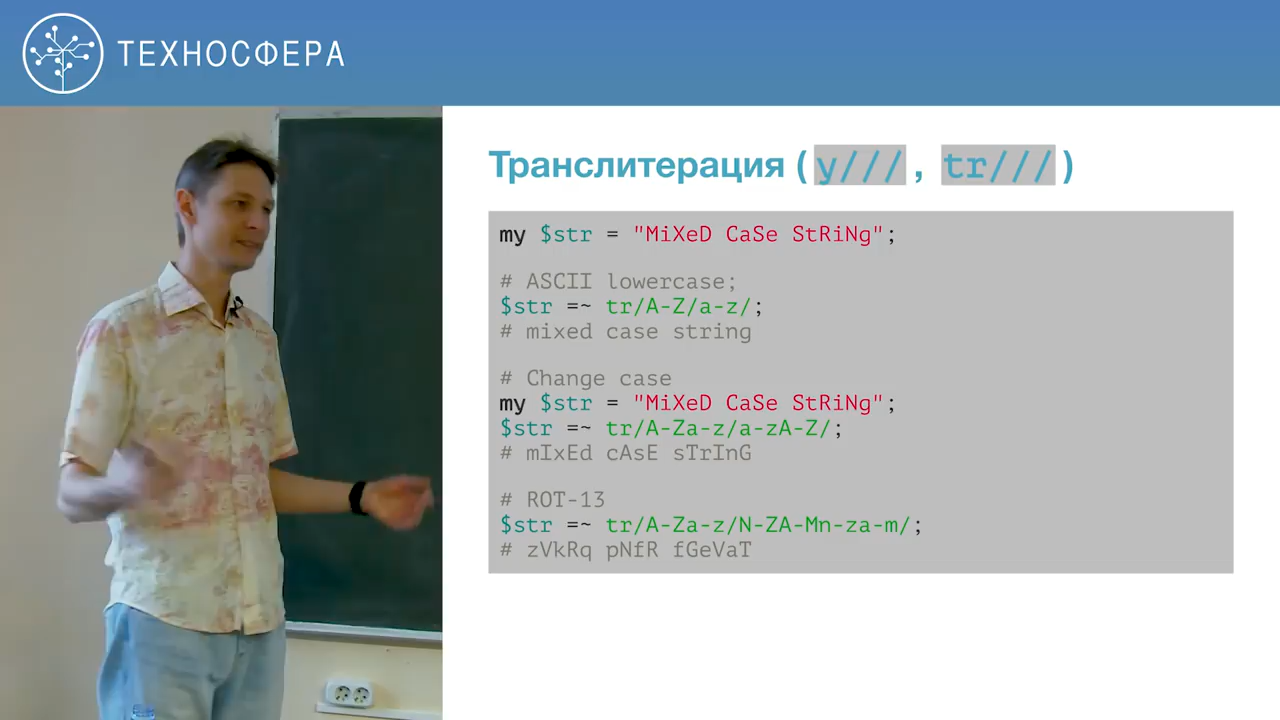 ТЕХНОСФЕРА
Транслитерация ( y/// , tr/// )
my $str = "MiXeD CaSe StRiNg";
# ASCII lowercase;
$str =~ tr/A-Z/a-z/;
# mixed case string
# Change case
my $str = "MiXeD CaSe StRiNg";
$str =~ tr/A-Za-z/a-zA-Z/;
# mIxEd cAsE sTrInG
# ROT-13
$str =~ tr/A-Za-z/N-ZA-Mn-za-m/;
# zVkRq pNfR fGeVaT